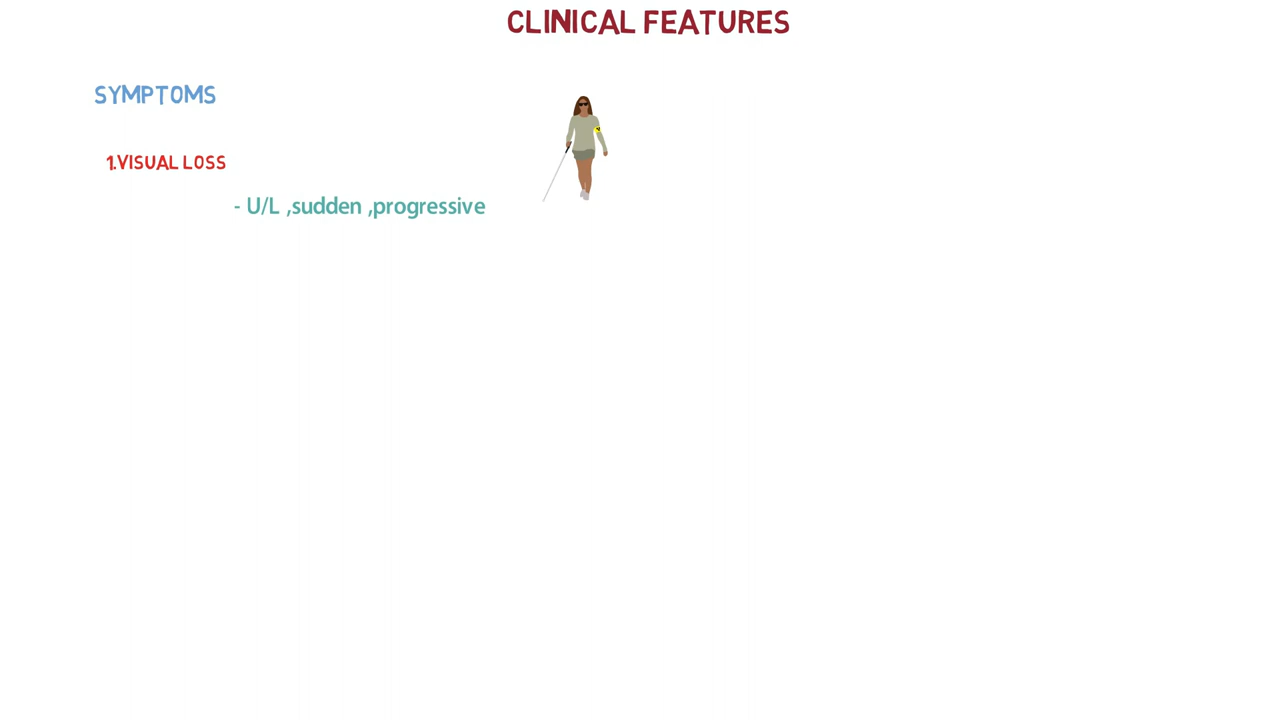 CLINICAL FEATURES
SYMPTOMS
1.VISUAL LOSS
- U/L ,sudden ,progressive